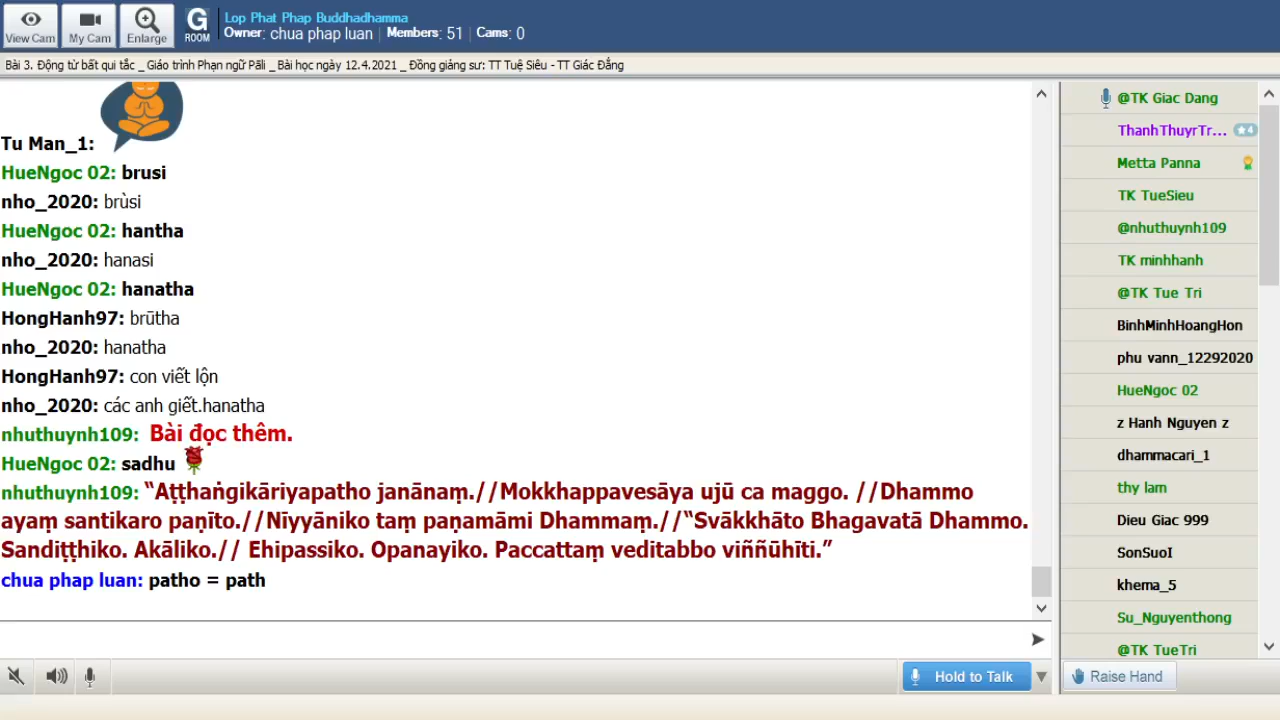 View Cam
My Cam
Enlarge
G
ROOM
Lop Phat Phap Buddhadhamma
Owner: chua phap luan | Members: 51 | Cams: 0
Bài 3. Động từ bất qui tắc _ Giáo trình Phạn ngữ Pāli _ Bài học ngày 12.4.2021 _ Đồng giảng sư: TT Tuệ Siêu - TT Giác Đẳng
Tu Man_1:
HueNgoc 02: brusi
nho_2020: brùsi
HueNgoc 02: hantha
nho_2020: hanasi
HueNgoc 02: hanatha
HongHanh97: brūtha
nho_2020: hanatha
HongHanh97: con viết lộn
nho_2020: các anh giết.hanatha
nhuthuynh109: Bài đọc thêm.
HueNgoc 02: sadhu
nhuthuynh109: “Aṭṭhaṅgikāriyapatho janānaṃ.//Mokkhappavesāya ujū ca maggo. //Dhammo
ayaṃ santikaro paṇīto.//Nīyyāniko taṃ paṇamāmi Dhammaṃ.//“Svākkhāto Bhagavatā Dhammo.
Sandiṭṭhiko. Akāliko.// Ehipassiko. Opanayiko. Paccattaṃ veditabbo viññūhīti.”
chua phap luan: patho = path
@TK Giac Dang
ThanhThuyrTr...
4
Metta Panna
TK TueSieu
@nhuthuynh109
TK minhhanh
@TK Tue Tri
BinhMinhHoangHon
phu vann_12292020
HueNgoc 02
z Hanh Nguyen z
dhammacari_1
thy lam
Dieu Giac 999
SonSuoI
khema_5
Su_Nguyenthong
@TK TueTri
Hold to Talk
Raise Hand